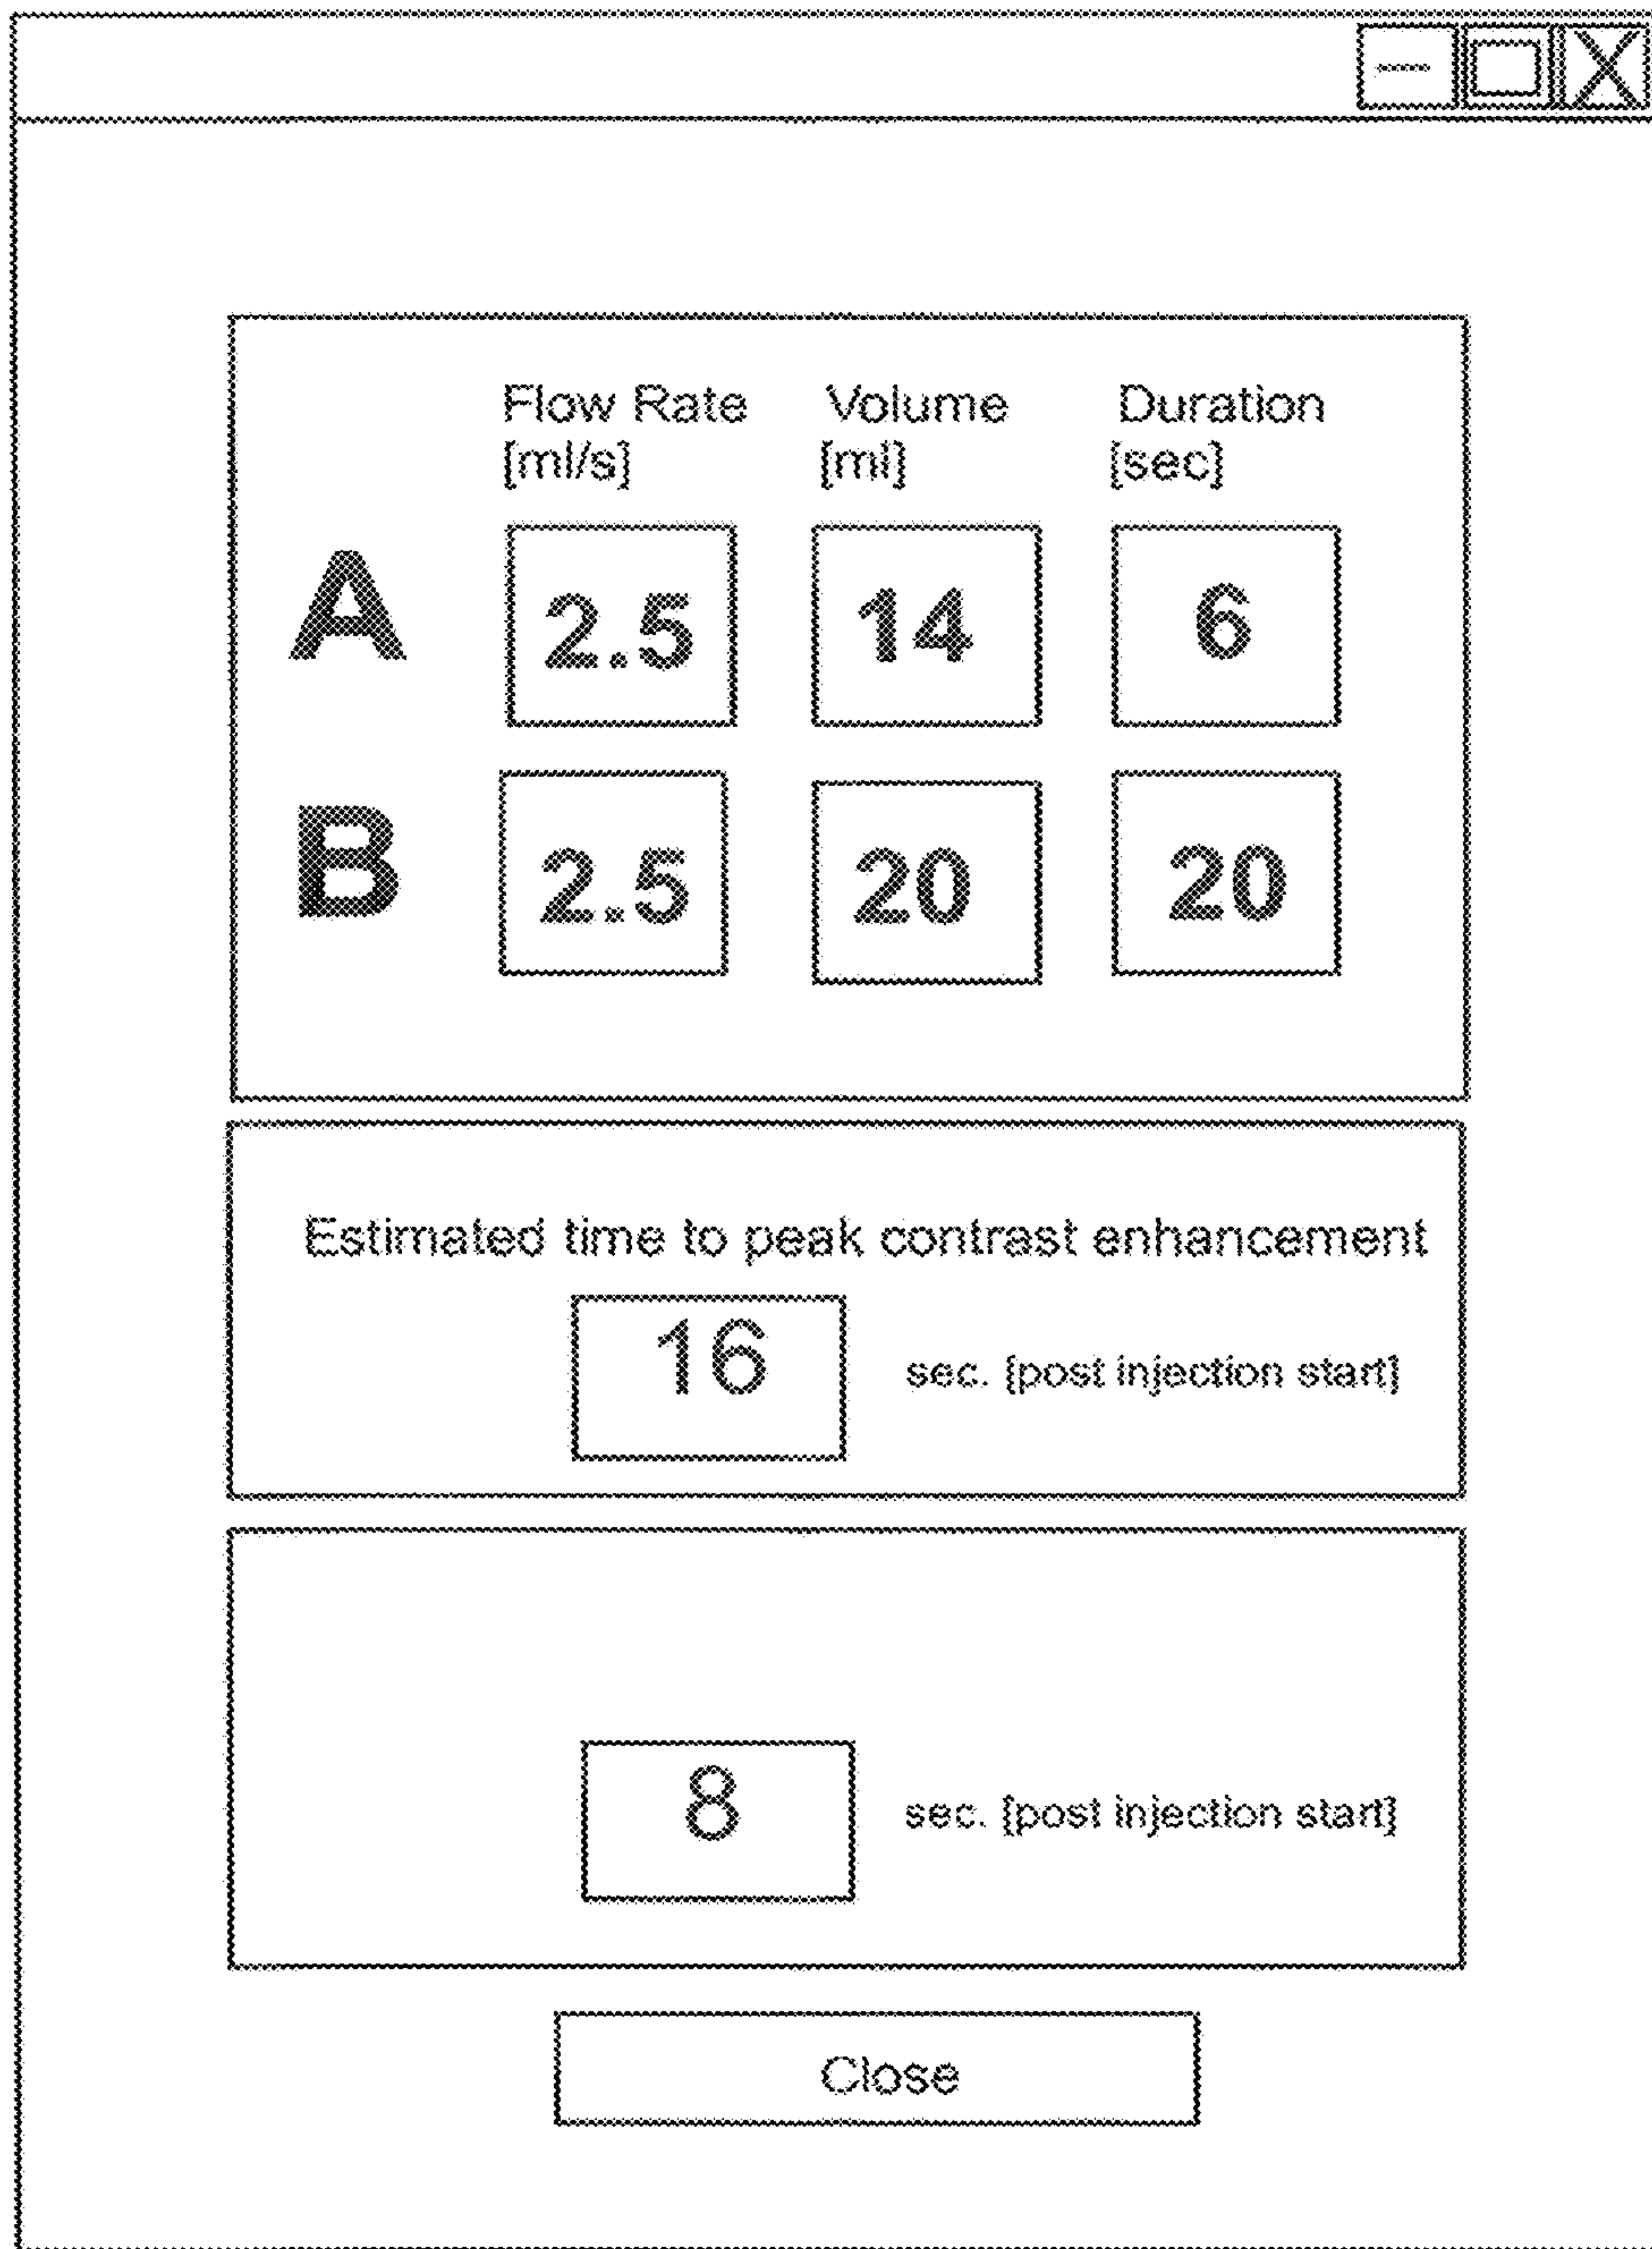 Flow Rate Volume Duration
[ml/s] [ml] [sec]
A 2.5 14 6
B 2.5 20 20
Estimated time to peak contrast enhancement
16 sec. [post injection start]
8 sec. [post injection start]
Close